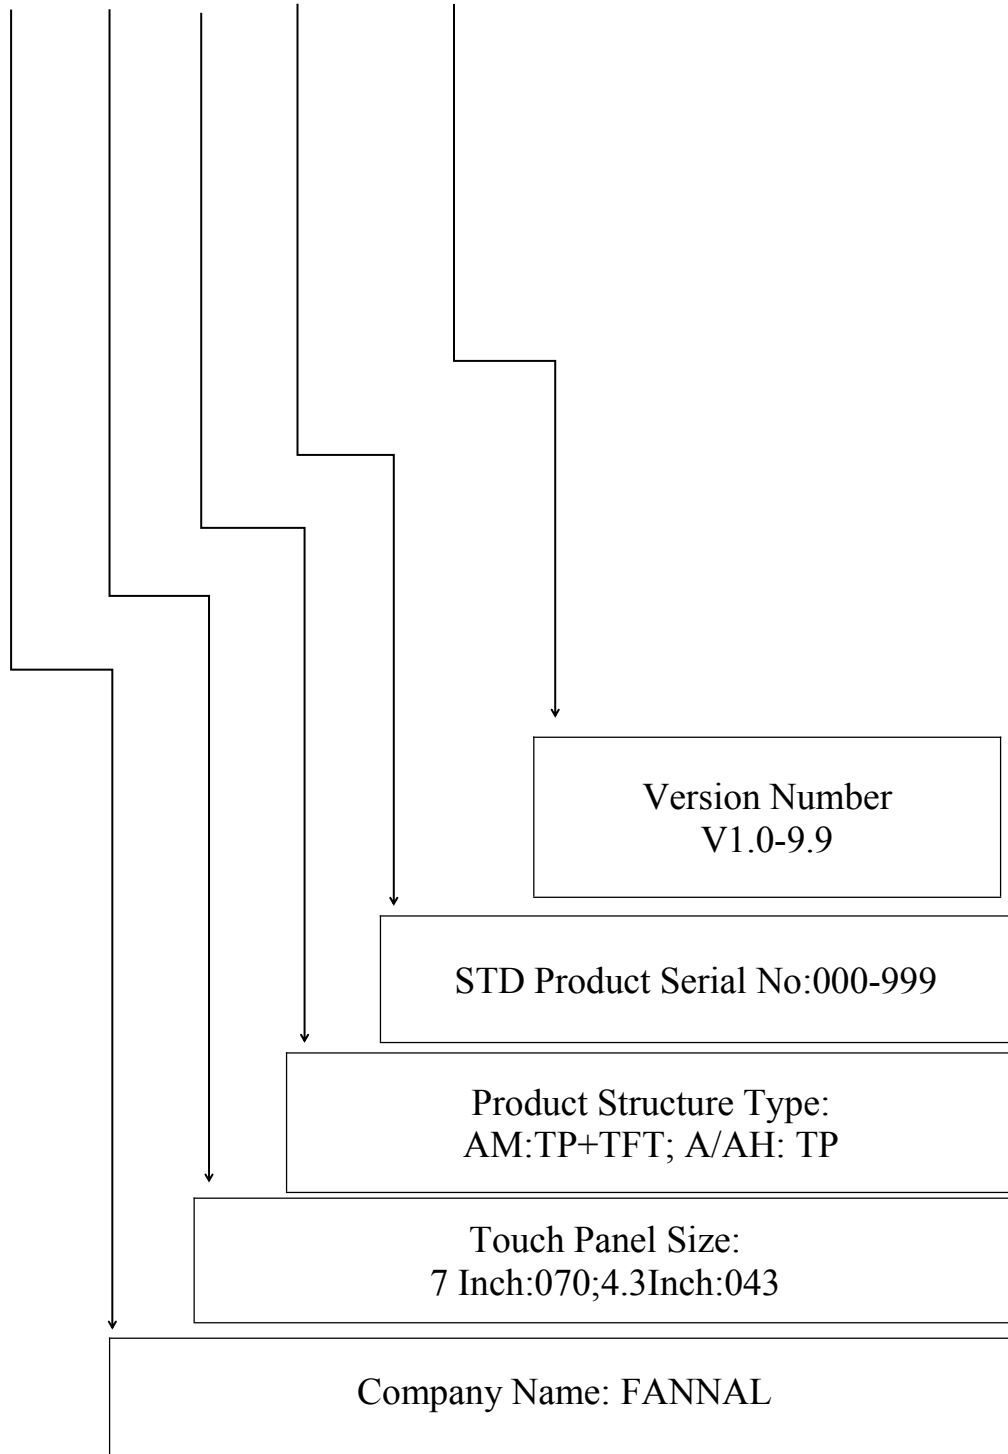 Version Number
V1.0-9.9
STD Product Serial No:000-999
Product Structure Type:
AM:TP+TFT; A/AH: TP
Touch Panel Size:
7 Inch:070;4.3Inch:043
Company Name: FANNAL